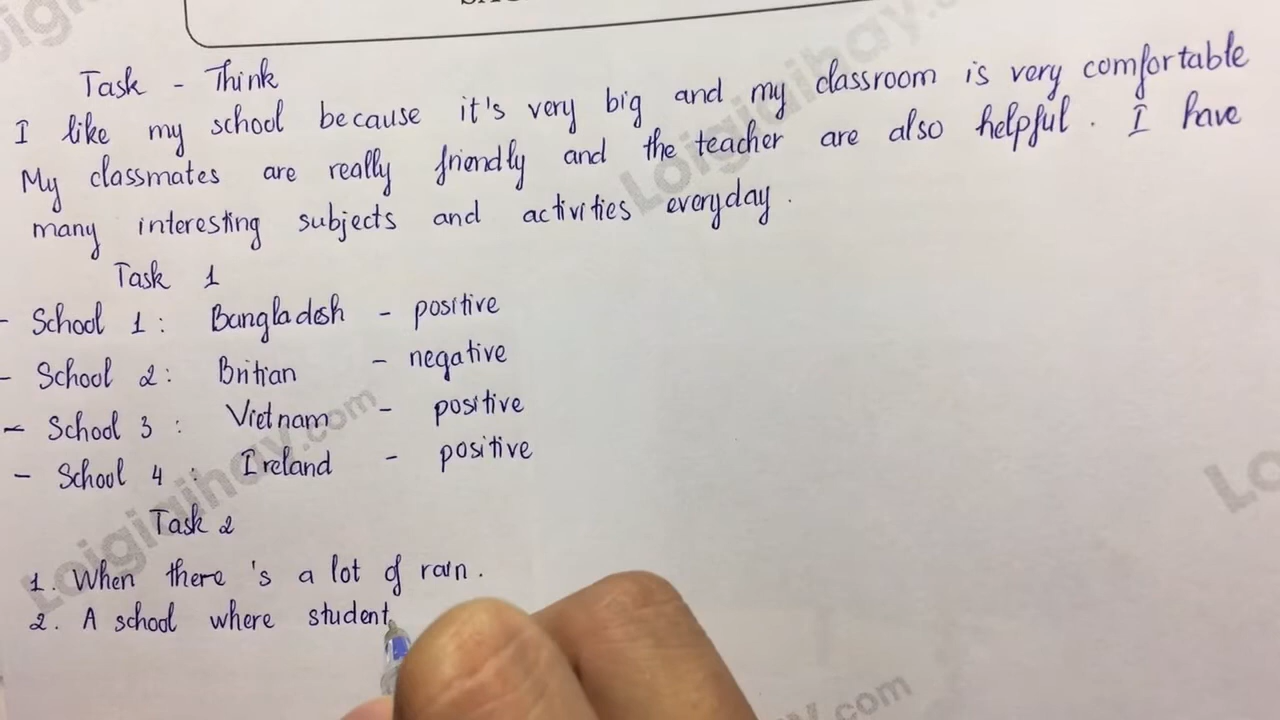 Task - Think
I like my school because it's very big and my classroom is very comfortable
My classmates are really friendly and the teacher are also helpful. I have
many interesting subjects and activities everyday.
Task 1
- School 1: Bangladesh - positive
- School 2: Britian - negative
- School 3: Vietnam - positive
- School 4: Ireland - positive
Task 2
1. When there's a lot of rain.
2. A school where student
Loigiaihay.com